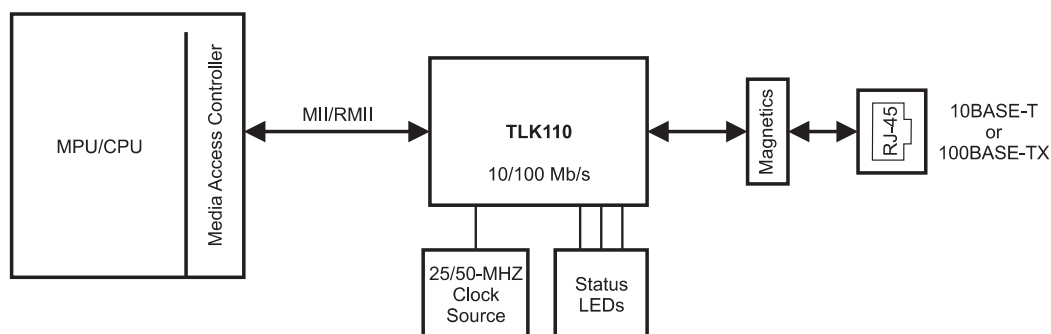 MPU/CPU
Media Access Controller
MII/RMII
TLK110
10/100 Mb/s
25/50-MHZ
Clock
Source
Status
LEDs
Magnetics
RJ-45
10BASE-T
or
100BASE-TX